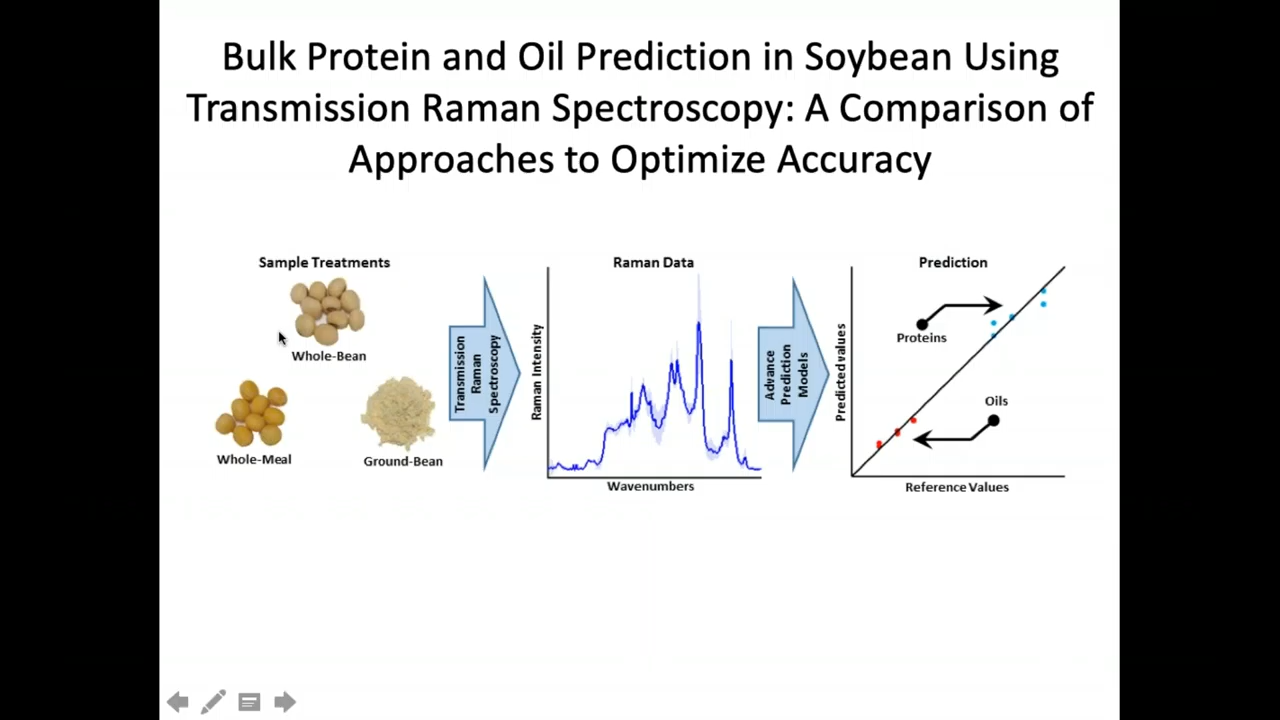 Bulk Protein and Oil Prediction in Soybean Using
Transmission Raman Spectroscopy: A Comparison of
Approaches to Optimize Accuracy
Sample Treatments
Whole-Bean
Whole-Meal
Ground-Bean
Transmission
Raman
Spectroscopy
Raman Data
Raman Intensity
Wavenumbers
Advance
Prediction
Models
Prediction
Predicted values
Proteins
Oils
Reference Values